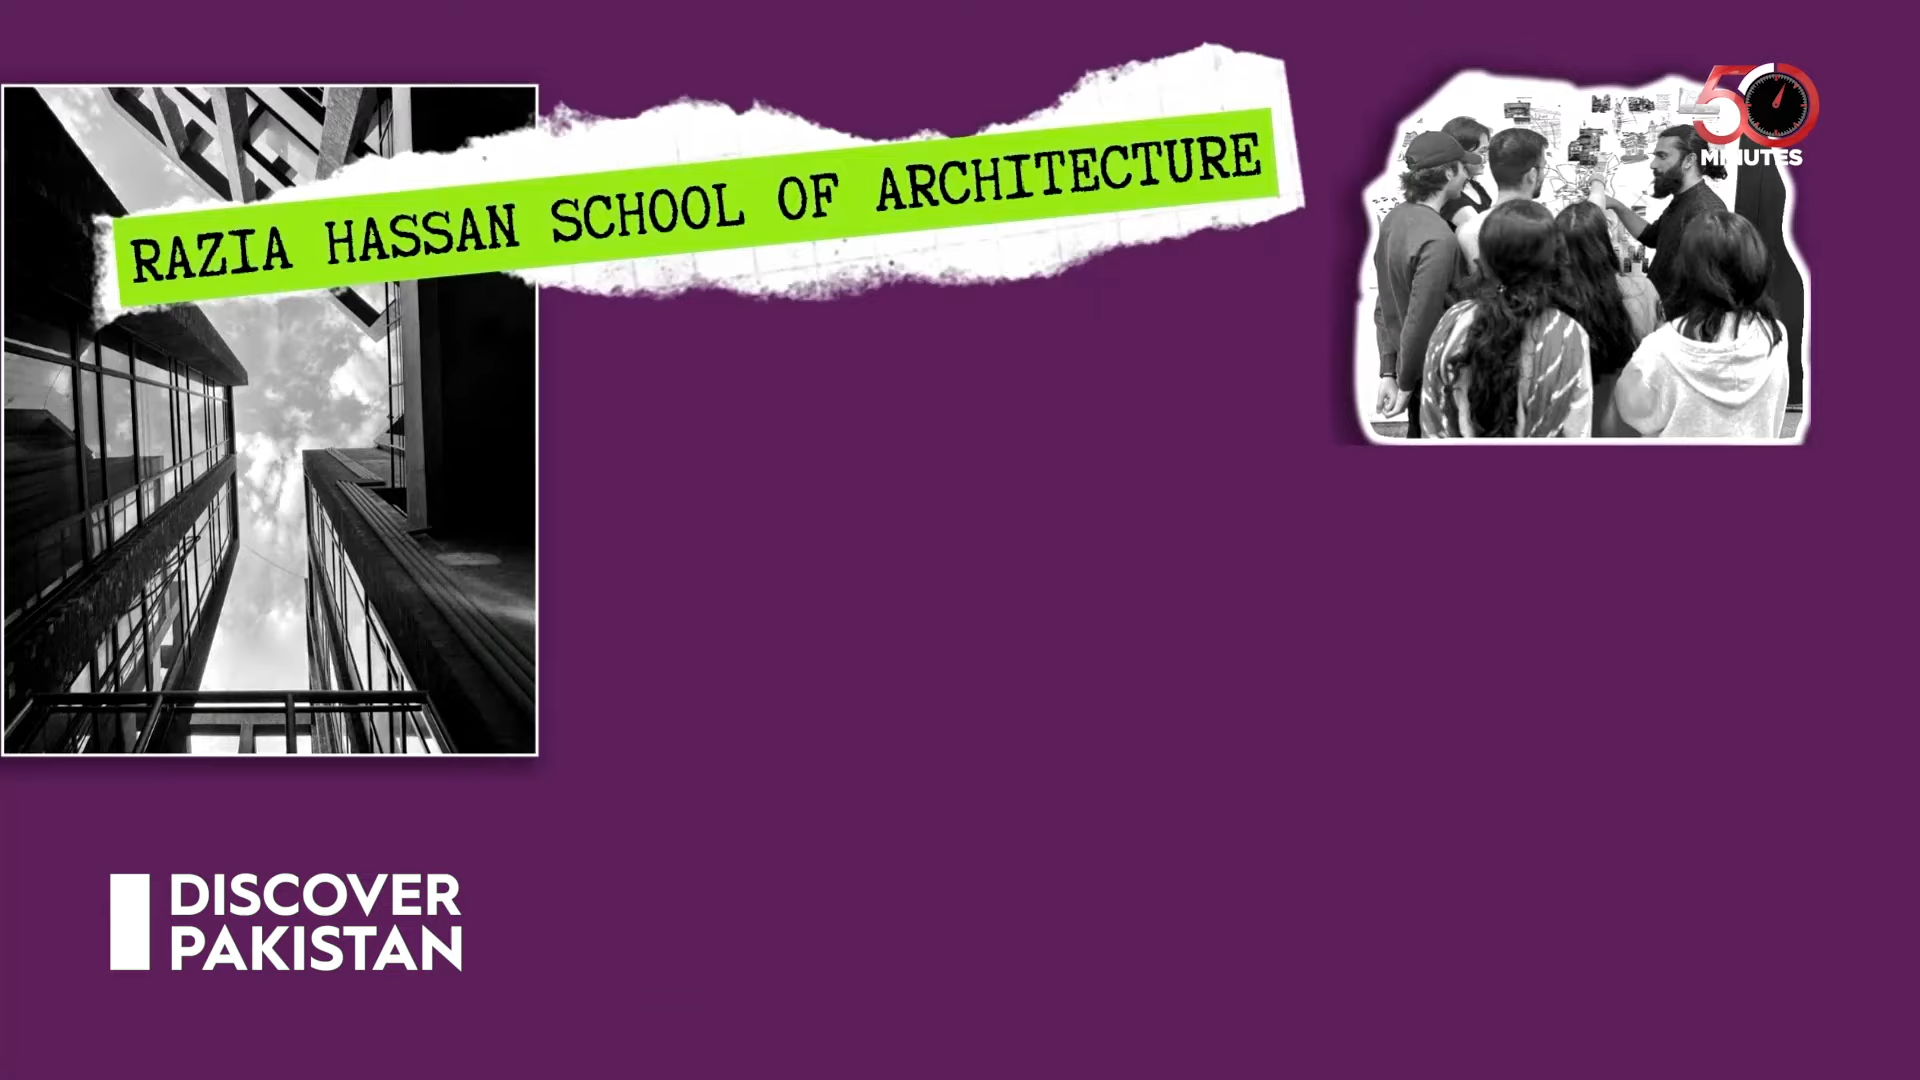 RAZIA HASSAN SCHOOL OF ARCHITECTURE
50
MINUTES
DISCOVER
PAKISTAN